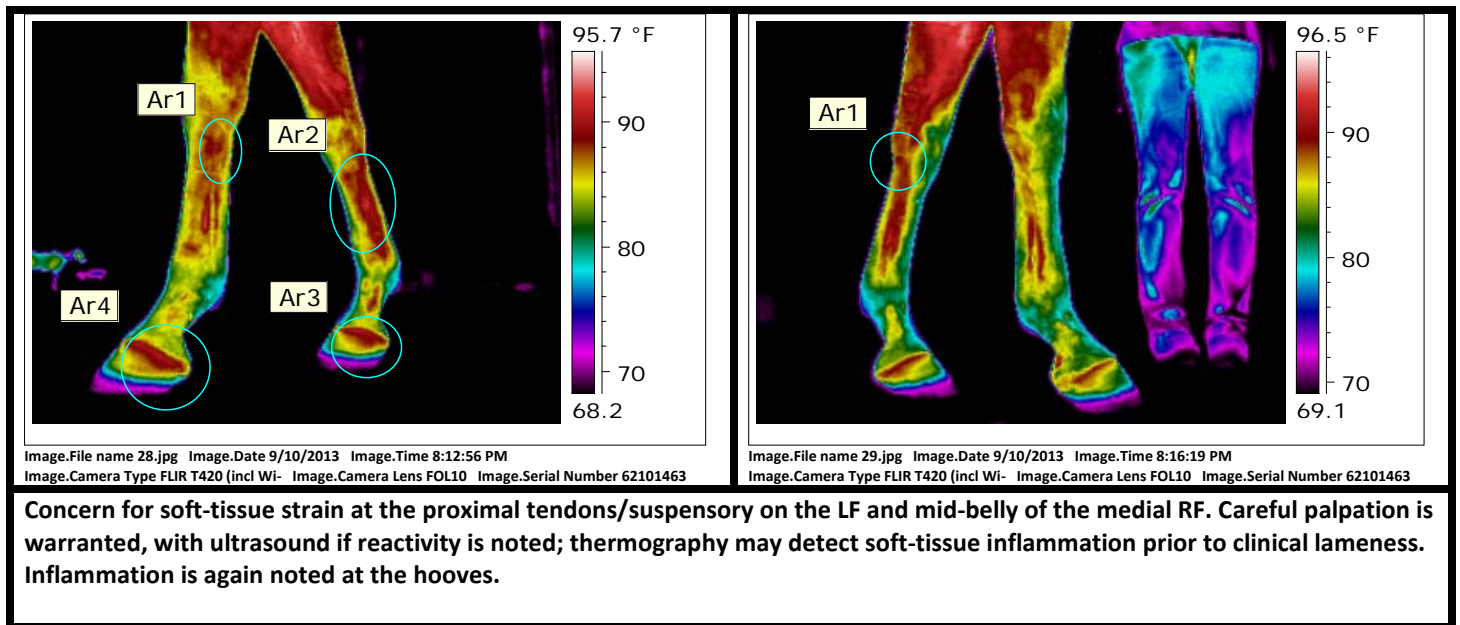 95.7 °F
Ar1
90
Ar2
80
Ar3
Ar4
70
68.2
Image.File name 28.jpg Image.Date 9/10/2013 Image.Time 8:12:56 PM
Image.Camera Type FLIR T420 (incl Wi- Image.Camera Lens FOL10 Image.Serial Number 62101463
96.5 °F
Ar1
90
80
70
69.1
Image.File name 29.jpg Image.Date 9/10/2013 Image.Time 8:16:19 PM
Image.Camera Type FLIR T420 (incl Wi- Image.Camera Lens FOL10 Image.Serial Number 62101463
Concern for soft-tissue strain at the proximal tendons/suspensory on the LF and mid-belly of the medial RF. Careful palpation is
warranted, with ultrasound if reactivity is noted; thermography may detect soft-tissue inflammation prior to clinical lameness.
Inflammation is again noted at the hooves.